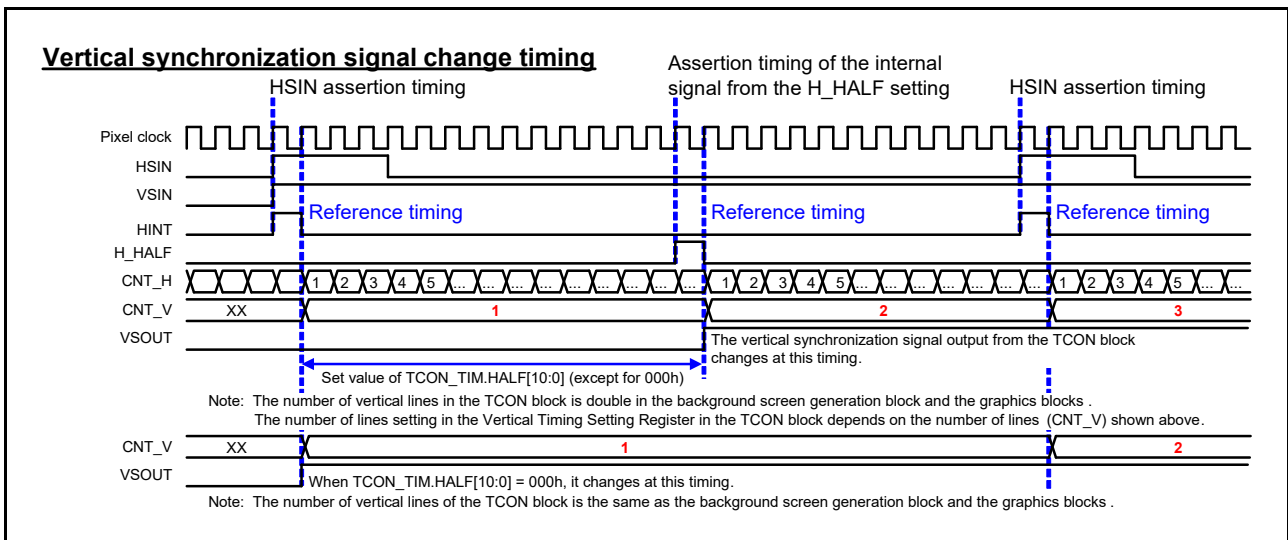 Vertical synchronization signal change timing
Assertion timing of the internal
signal from the H_HALF setting
HSIN assertion timing
HSIN assertion timing
Pixel clock
HSIN
VSIN
HINT
Reference timing
Reference timing
Reference timing
H_HALF
CNT_H
1 2 3 4 5 ... ... ... ... ... ... ... ... ... 1 2 3 4 5 ... ... ... ... ... ... ... 1 2 3 4 5 ... ...
CNT_V
XX
1
2
3
VSOUT
The vertical synchronization signal output from the TCON block
changes at this timing.
Set value of TCON_TIM.HALF[10:0] (except for 000h)
Note: The number of vertical lines in the TCON block is double in the background screen generation block and the graphics blocks .
The number of lines setting in the Vertical Timing Setting Register in the TCON block depends on the number of lines (CNT_V) shown above.
CNT_V
XX
1
2
VSOUT
When TCON_TIM.HALF[10:0] = 000h, it changes at this timing.
Note: The number of vertical lines of the TCON block is the same as the background screen generation block and the graphics blocks .